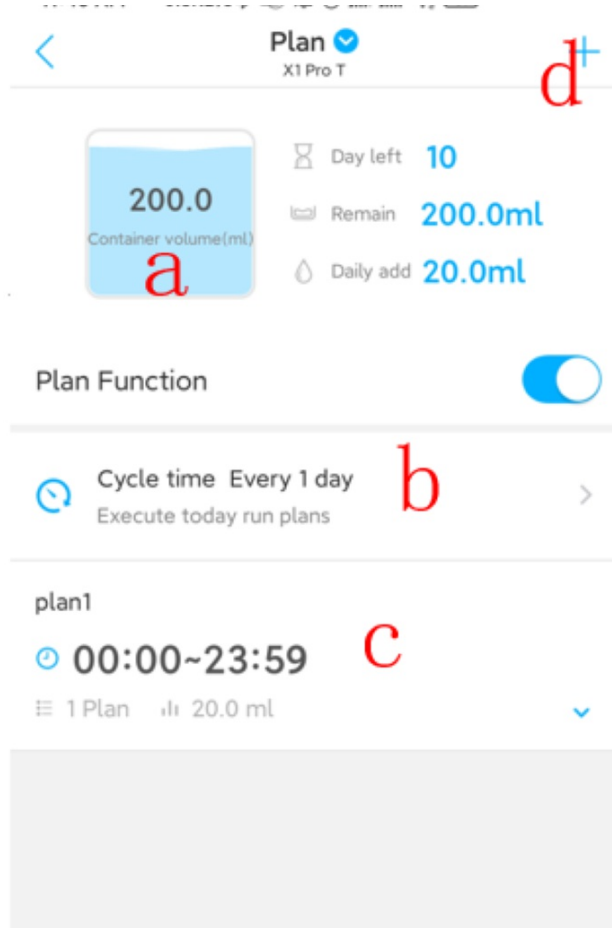 Plan
X1 Pro T
d
Day left 10
200.0
Remain 200.0ml
Container volume(ml)
a
Daily add 20.0ml
Plan Function
Cycle time Every 1 day
b
Execute today run plans
plan1
00:00~23:59
c
1 Plan 20.0 ml